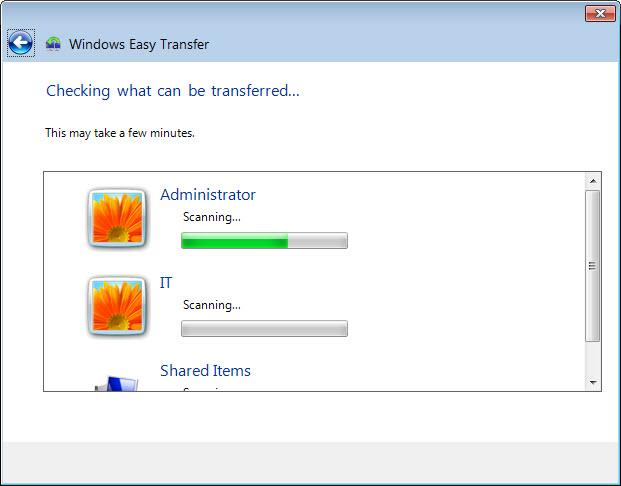 Windows Easy Transfer
Checking what can be transferred...
This may take a few minutes.
Administrator
Scanning...
IT
Scanning...
Shared Items